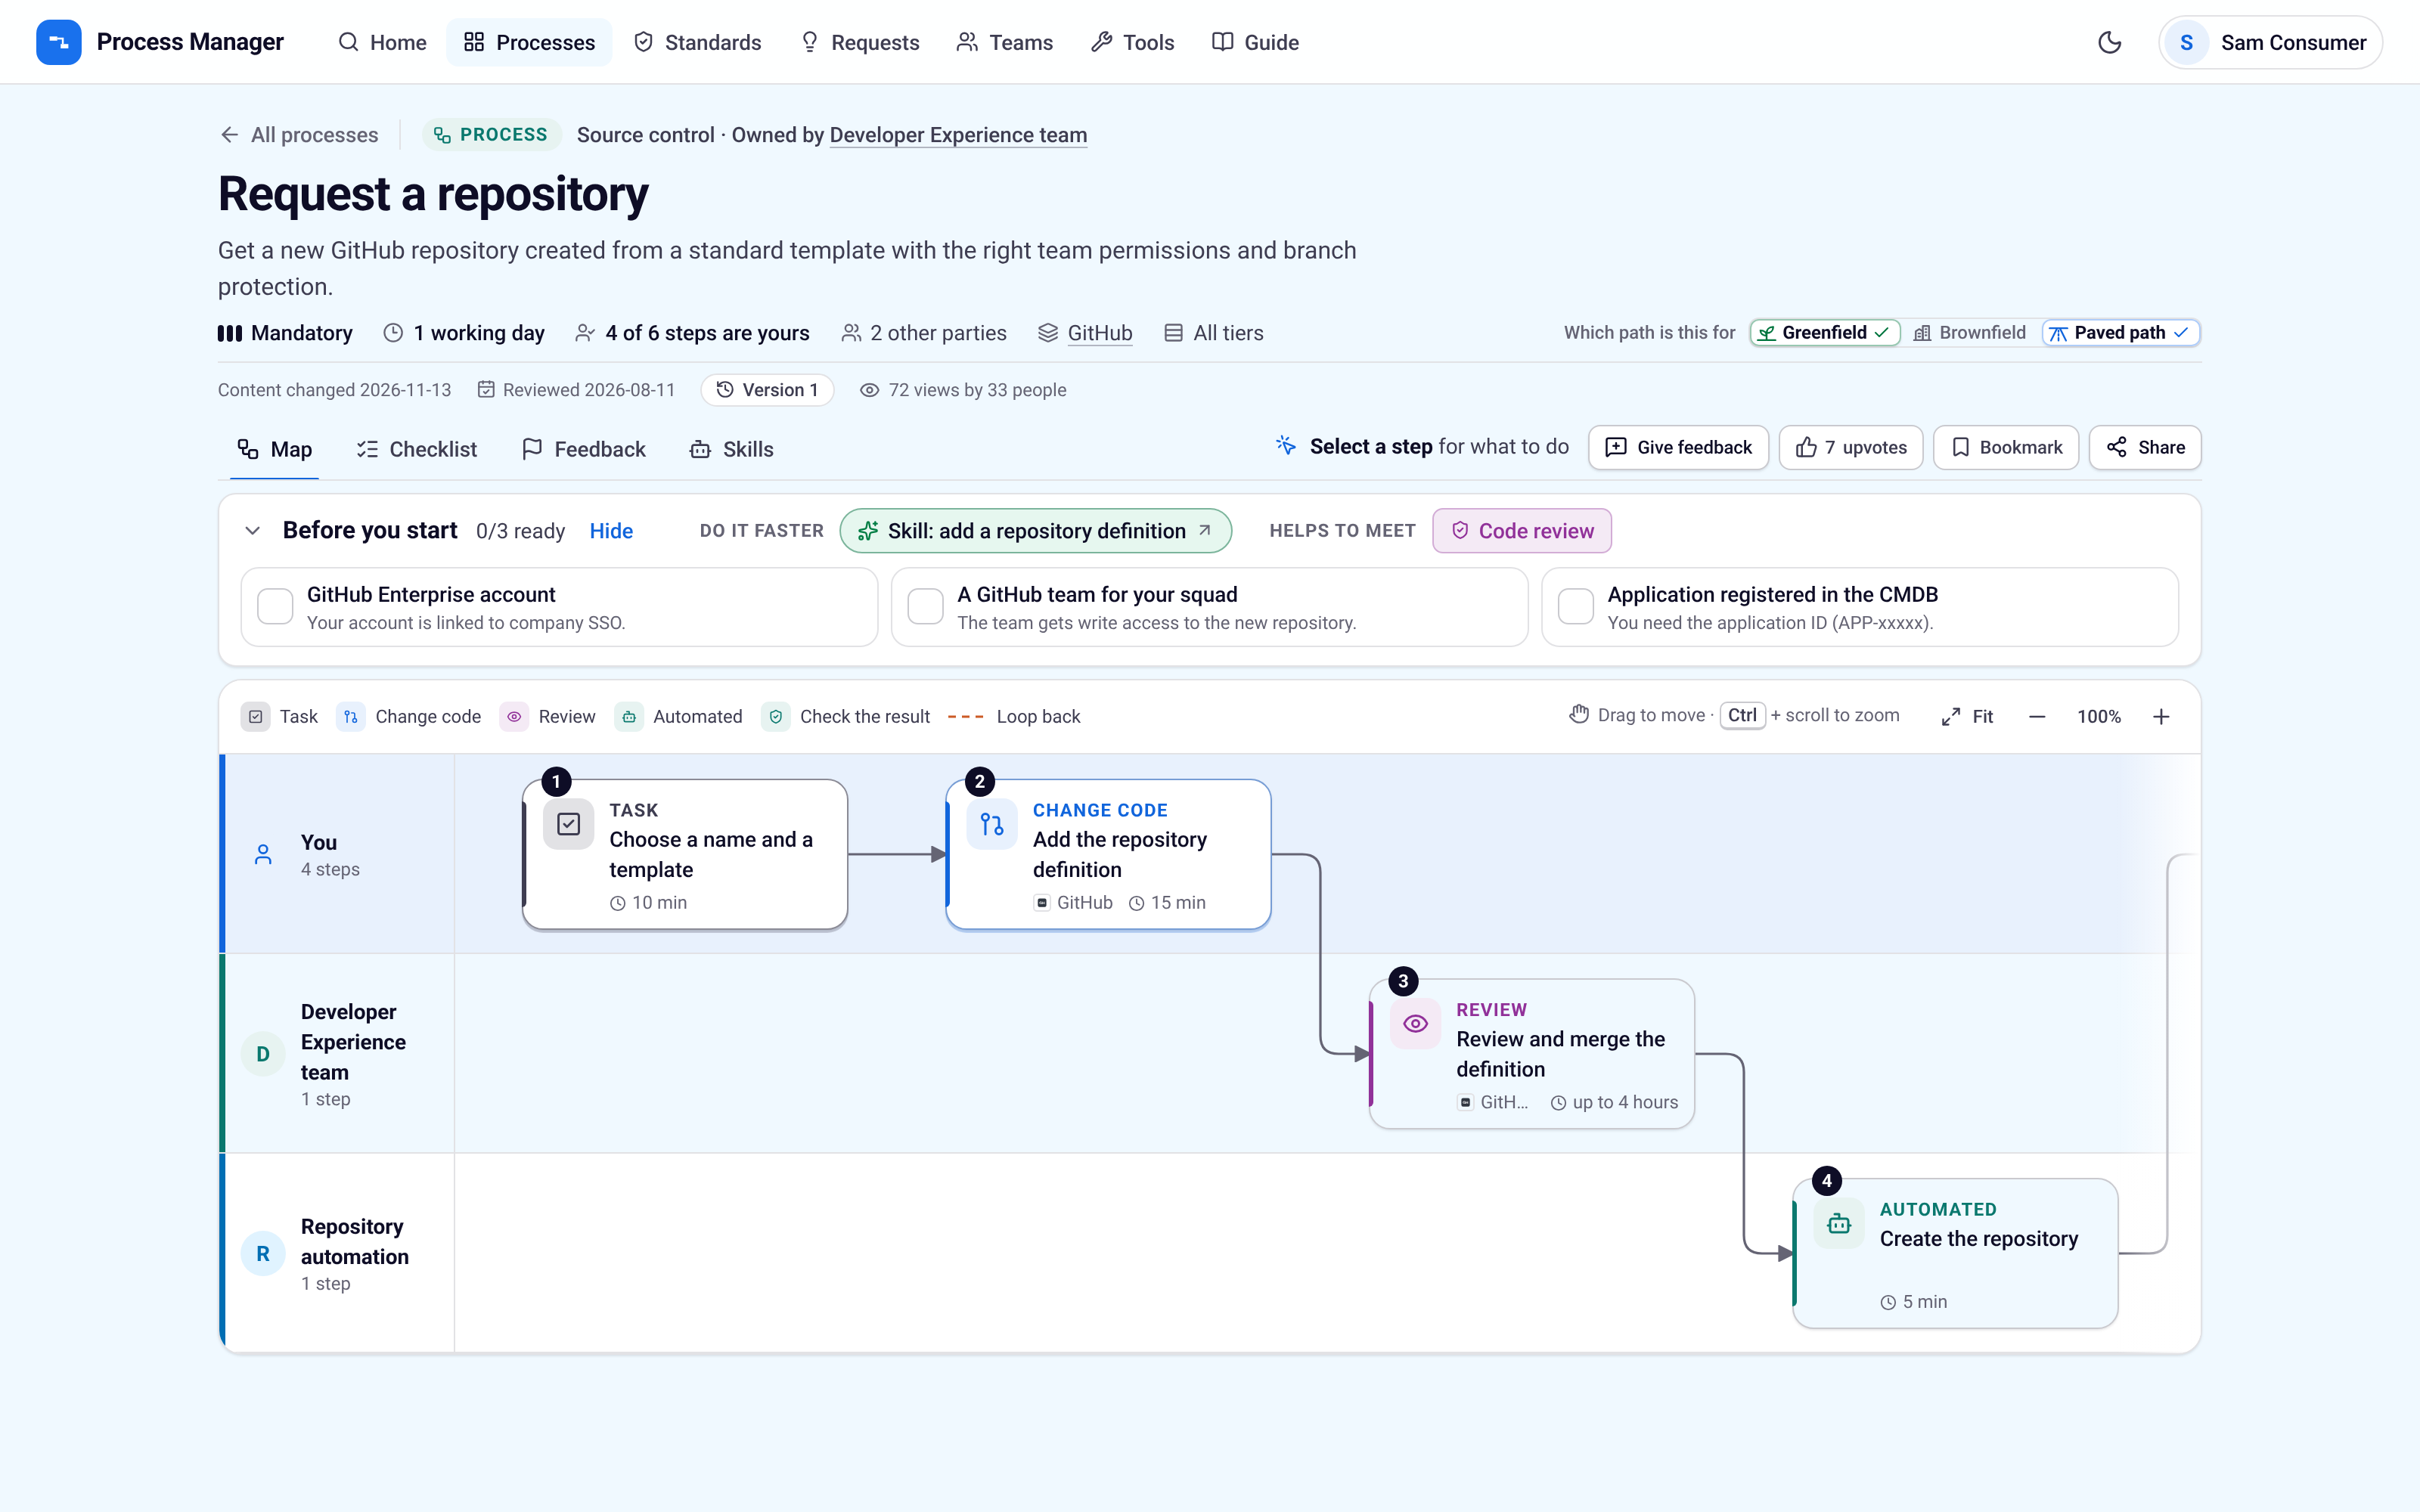 Process Manager
Home
Processes
Standards
Requests
Teams
Tools
Guide
S
Sam Consumer
All processes
PROCESS
Source control · Owned by Developer Experience team
Request a repository
Get a new GitHub repository created from a standard template with the right team permissions and branch
protection.
Mandatory
1 working day
4 of 6 steps are yours
2 other parties
GitHub
All tiers
Which path is this for
Greenfield
Brownfield
Paved path
Content changed 2026-11-13
Reviewed 2026-08-11
Version 1
72 views by 33 people
Map
Checklist
Feedback
Skills
Select a step for what to do
Give feedback
7 upvotes
Bookmark
Share
Before you start
0/3 ready
Hide
DO IT FASTER
Skill: add a repository definition
HELPS TO MEET
Code review
GitHub Enterprise account
Your account is linked to company SSO.
A GitHub team for your squad
The team gets write access to the new repository.
Application registered in the CMDB
You need the application ID (APP-xxxxx).
Task
Change code
Review
Automated
Check the result
Loop back
Drag to move · Ctrl + scroll to zoom
Fit
100%
You
4 steps
1
TASK
Choose a name and a
template
10 min
2
CHANGE CODE
Add the repository
definition
GitHub
15 min
D
Developer
Experience
team
1 step
3
REVIEW
Review and merge the
definition
GitH...
up to 4 hours
R
Repository
automation
1 step
4
AUTOMATED
Create the repository
5 min